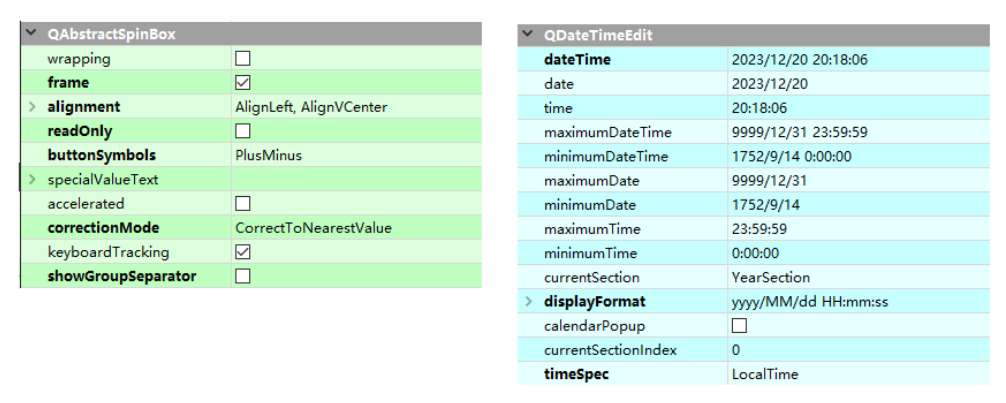 QAbstractSpinBox
wrapping
frame
alignment AlignLeft, AlignVCenter
readOnly
buttonSymbols PlusMinus
specialValueText
accelerated
correctionMode CorrectToNearestValue
keyboardTracking
showGroupSeparator
QDateTimeEdit
dateTime 2023/12/20 20:18:06
date 2023/12/20
time 20:18:06
maximumDateTime 9999/12/31 23:59:59
minimumDateTime 1752/9/14 0:00:00
maximumDate 9999/12/31
minimumDate 1752/9/14
maximumTime 23:59:59
minimumTime 0:00:00
currentSection YearSection
displayFormat yyyy/MM/dd HH:mm:ss
calendarPopup
currentSectionIndex 0
timeSpec LocalTime